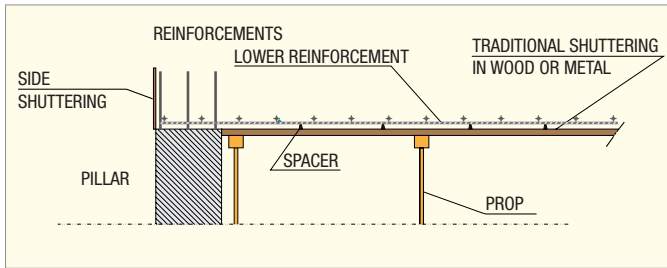 REINFORCEMENTS
LOWER REINFORCEMENT
TRADITIONAL SHUTTERING
IN WOOD OR METAL
SIDE
SHUTTERING
SPACER
PILLAR
PROP